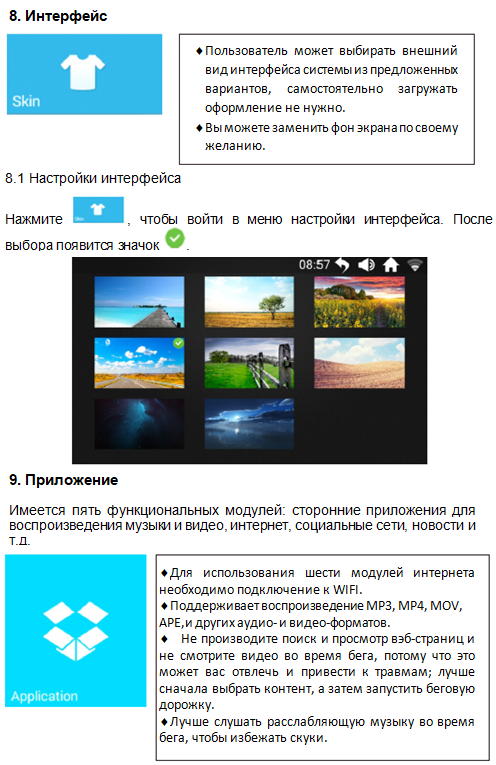 8. Интерфейс
Skin
♦Пользователь может выбирать внешний
вид интерфейса системы из предложенных
вариантов, самостоятельно загружать
оформление не нужно.
♦Вы можете заменить фон экрана по своему
желанию.
8.1 Настройки интерфейса
Нажмите Skin , чтобы войти в меню настройки интерфейса. После
выбора появится значок .
08:57
9. Приложение
Имеется пять функциональных модулей: сторонние приложения для
воспроизведения музыки и видео, интернет, социальные сети, новости и
т.д.
Application
♦Для использования шести модулей интернета
необходимо подключение к WIFI.
♦Поддерживает воспроизведение MP3, MP4, MOV,
APE,и других аудио- и видео-форматов.
♦ Не производите поиск и просмотр вэб-страниц и
не смотрите видео во время бега, потому что это
может вас отвлечь и привести к травмам; лучше
сначала выбрать контент, а затем запустить беговую
дорожку.
♦Лучше слушать расслабляющую музыку во время
бега, чтобы избежать скуки.